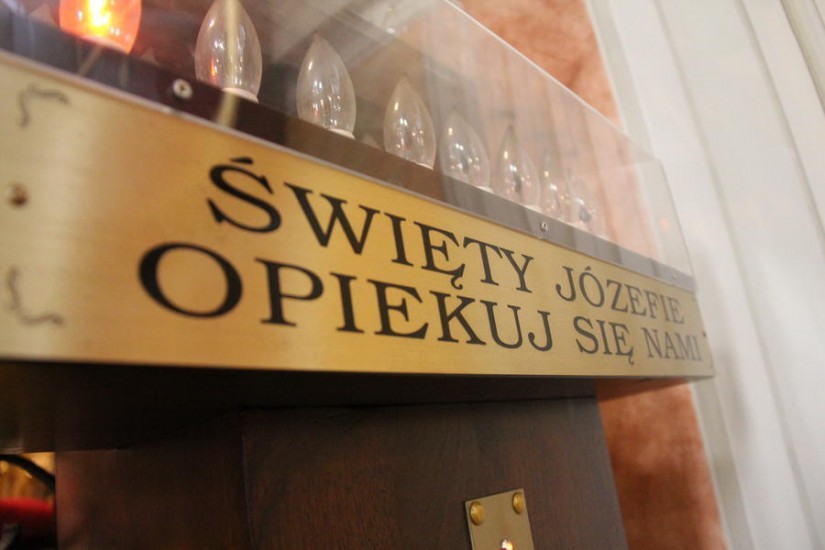 ŚWIĘTY JÓZEFIE
OPIEKUJ SIĘ NAMI